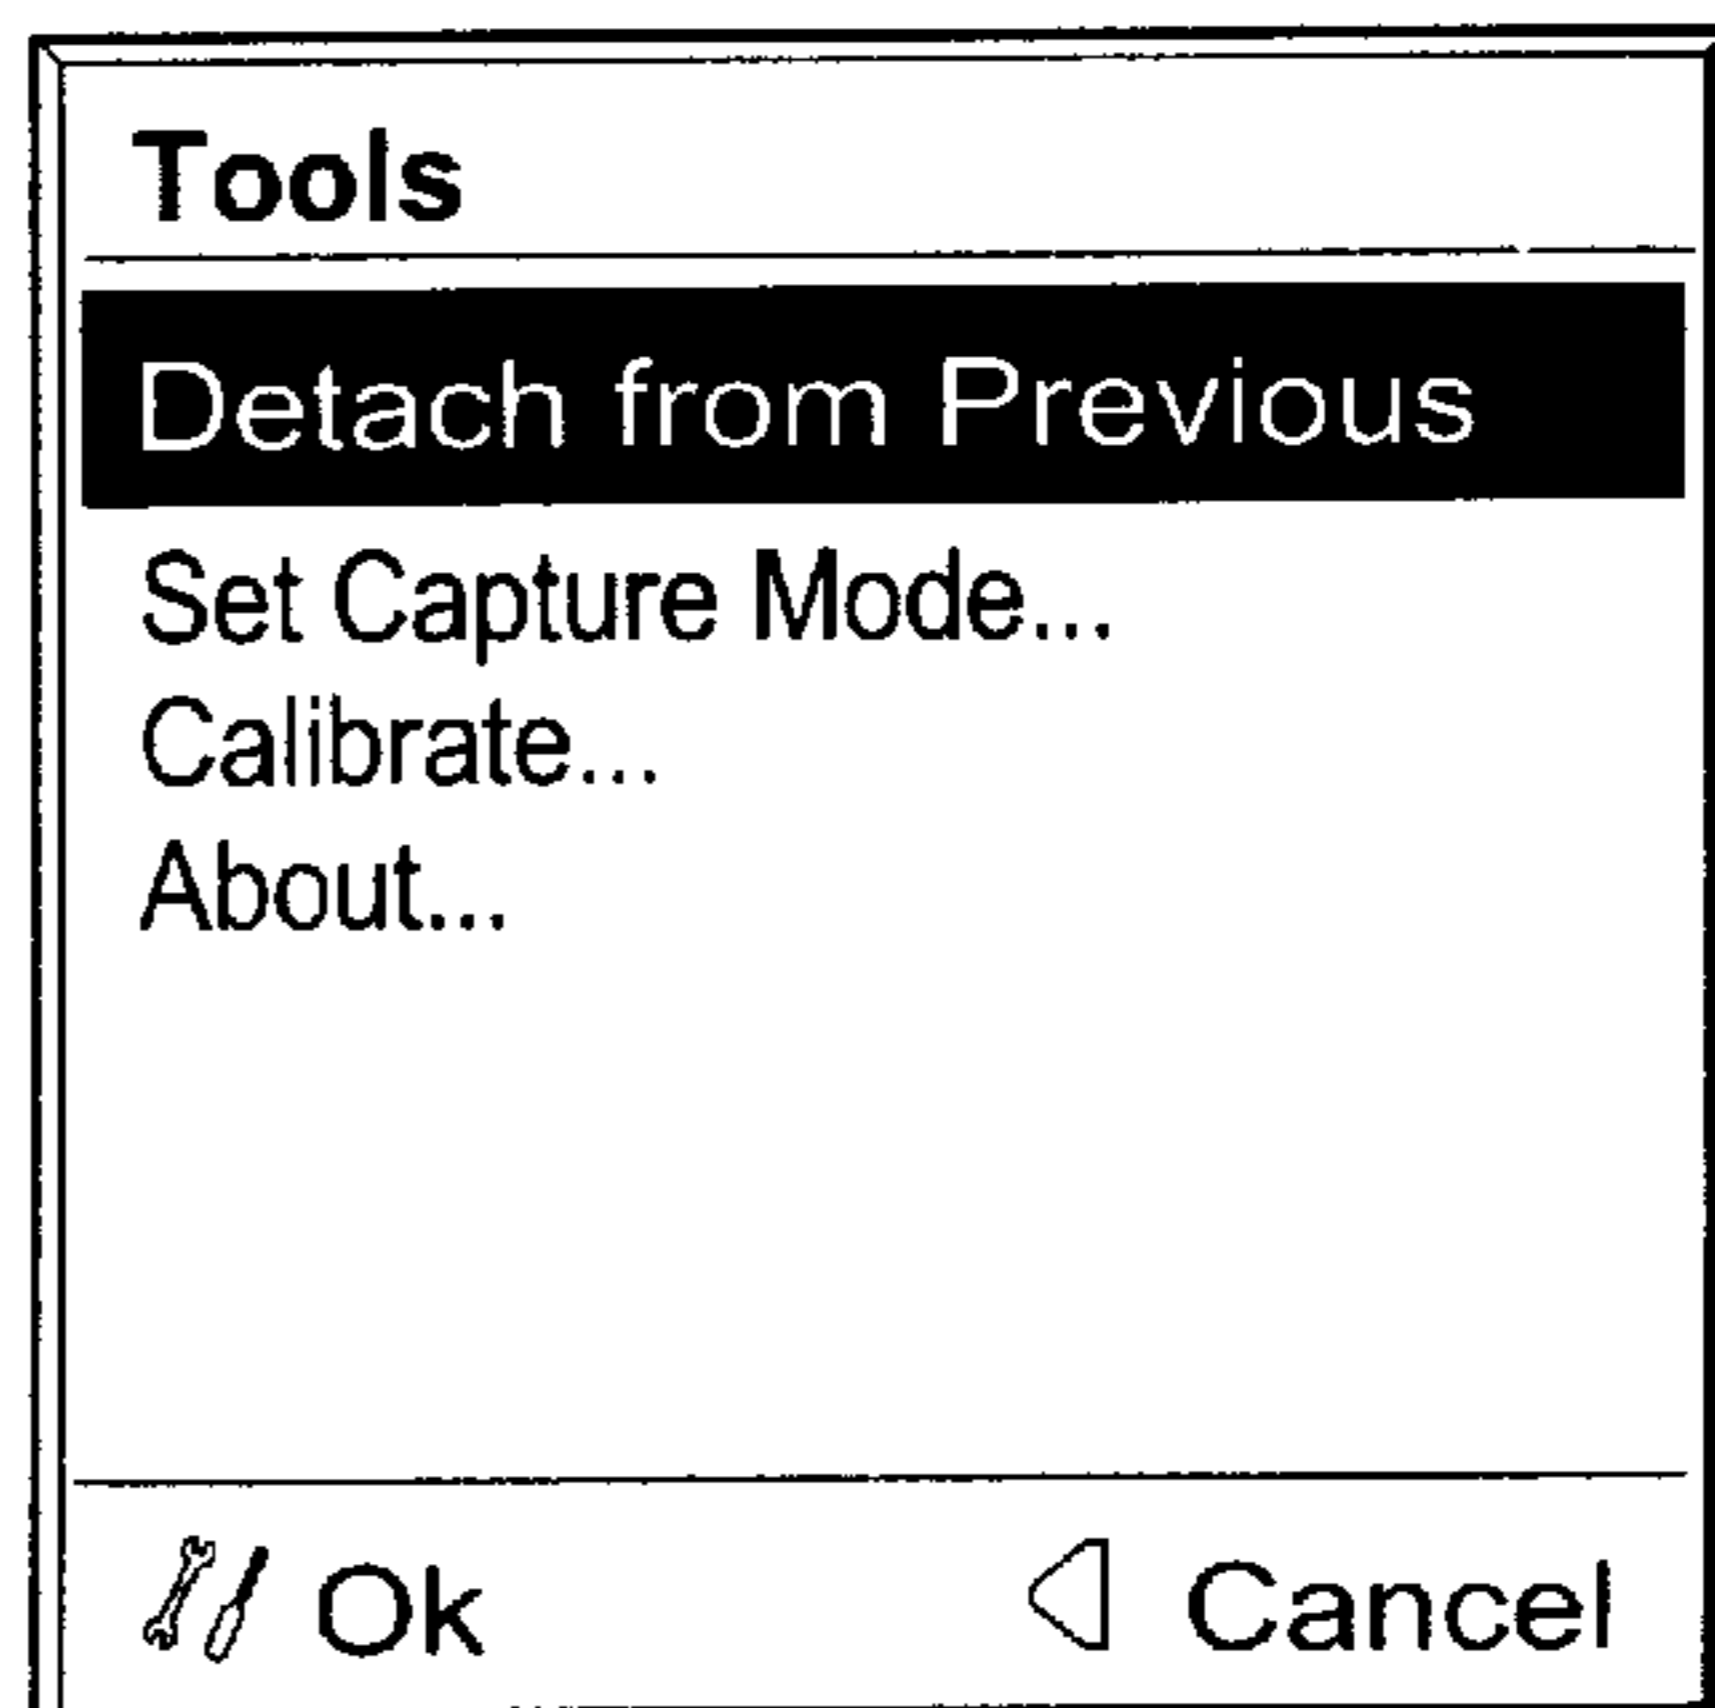 Tools
Detach from Previous
Set Capture Mode...
Calibrate...
About...
Ok Cancel